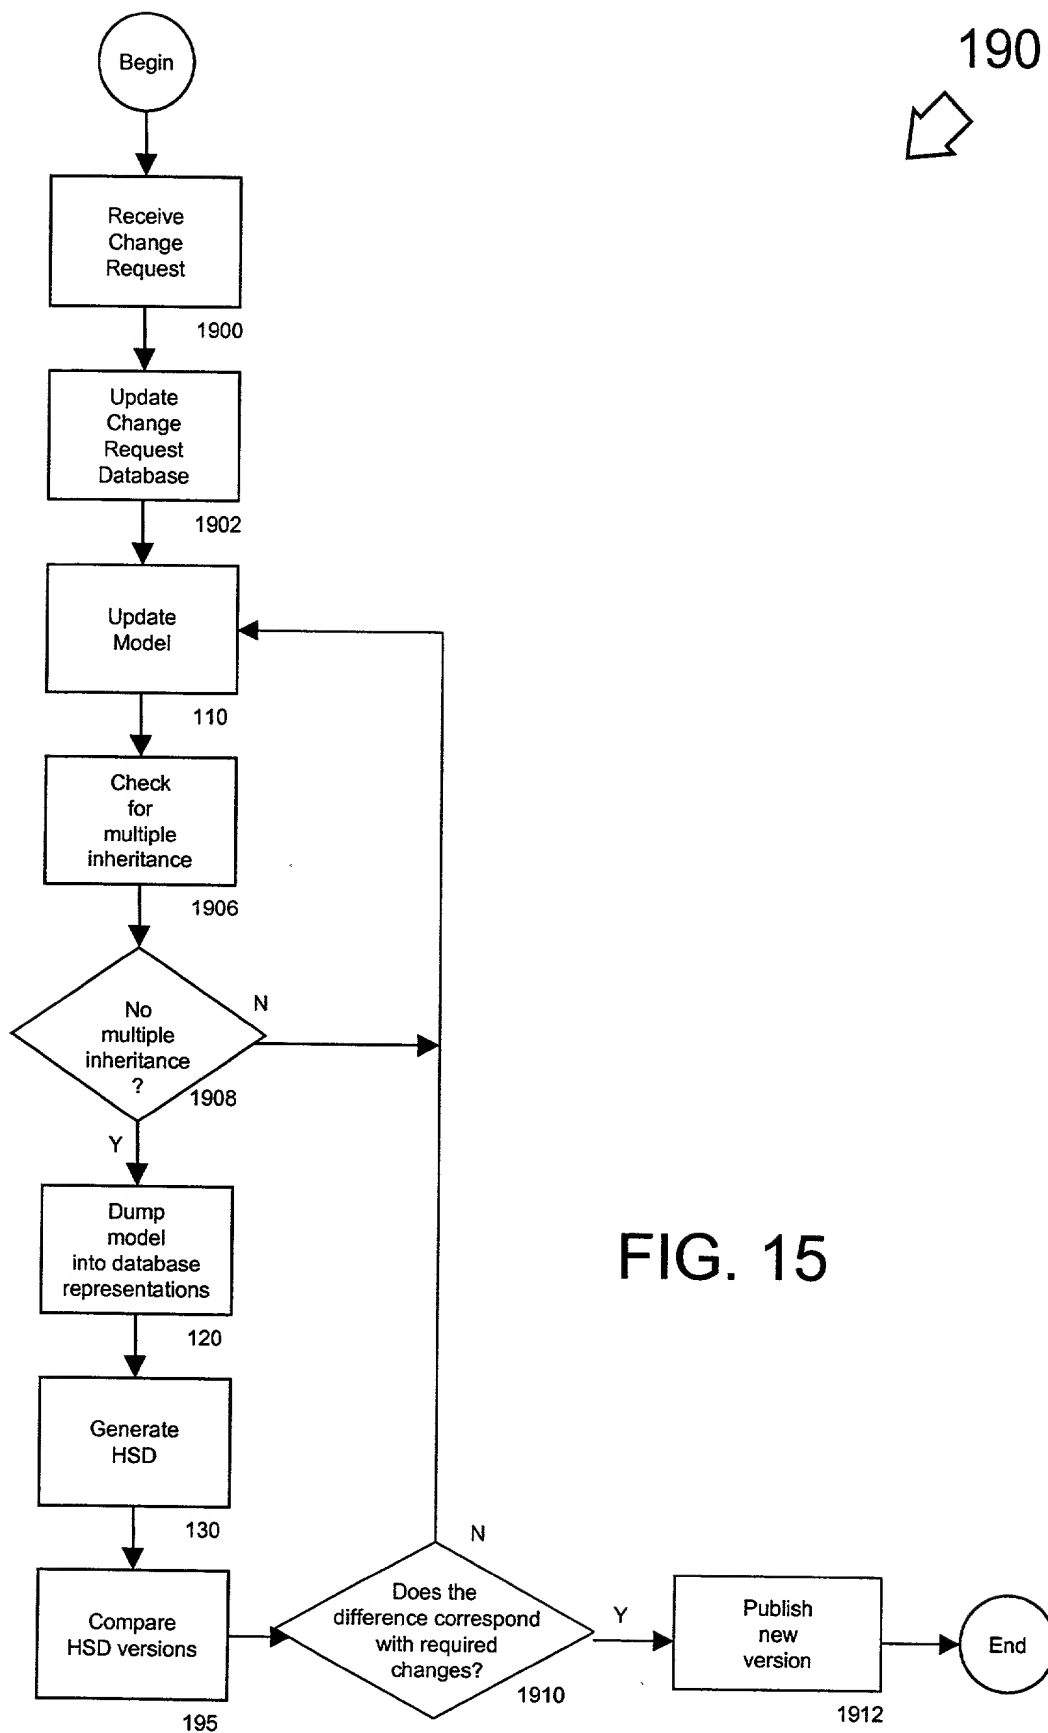 190
Begin
Receive
Change
Request
1900
Update
Change
Request
Database
1902
Update
Model
110
Check
for
multiple
inheritance
1906
No
multiple
inheritance
?
N
1908
Y
Dump
model
into database
representations
120
FIG. 15
Generate
HSD
130
Compare
HSD versions
195
N
Does the
difference correspond
with required
changes?
1910
Y
Publish
new
version
1912
End